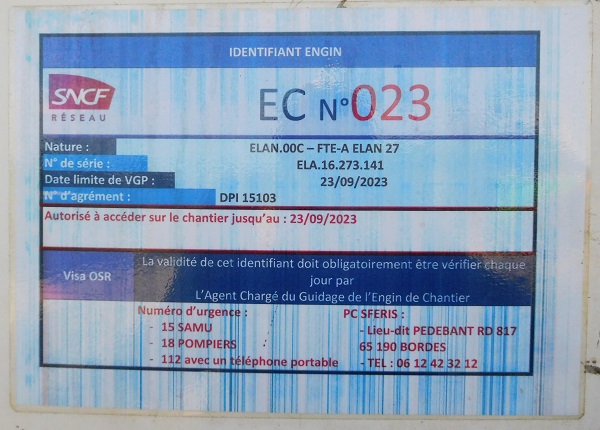 IDENTIFIANT ENGIN
SNCF
RÉSEAU
EC N°023
Nature : ELAN.00C – FTE-A ELAN 27
N° de série : ELA.16.273.141
Date limite de VGP : 23/09/2023
N° d'agrément : DPI 15103
Autorisé à accéder sur le chantier jusqu'au : 23/09/2023
Visa OSR
La validité de cet identifiant doit obligatoirement être vérifier chaque
jour par
L'Agent Chargé du Guidage de l'Engin de Chantier
Numéro d'urgence :
- 15 SAMU
- 18 POMPIERS
- 112 avec un téléphone portable
PC SFERIS :
- Lieu-dit PEDEBANT RD 817
65 190 BORDES
- TEL : 06 12 42 32 12